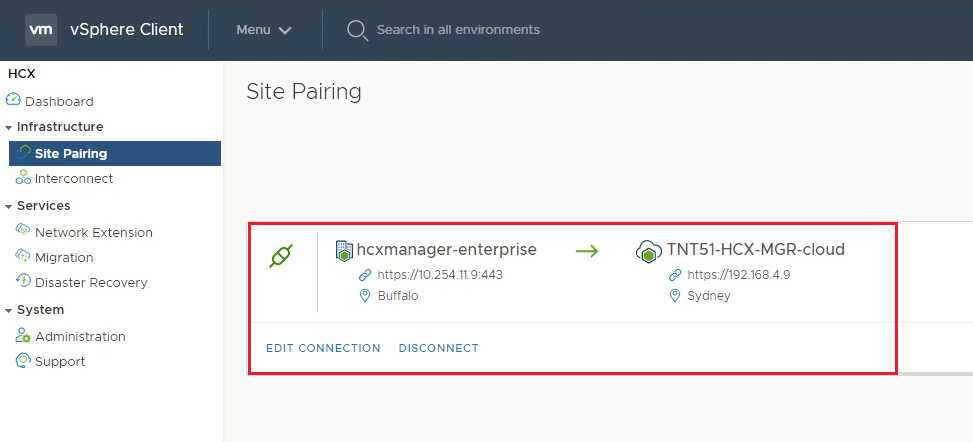 vm vSphere Client Menu Search in all environments
HCX
Dashboard
Infrastructure
Site Pairing
Interconnect
Services
Network Extension
Migration
Disaster Recovery
System
Administration
Support
Site Pairing
hcxmanager-enterprise
https://10.254.11.9:443
Buffalo
TNT51-HCX-MGR-cloud
https://192.168.4.9
Sydney
EDIT CONNECTION DISCONNECT